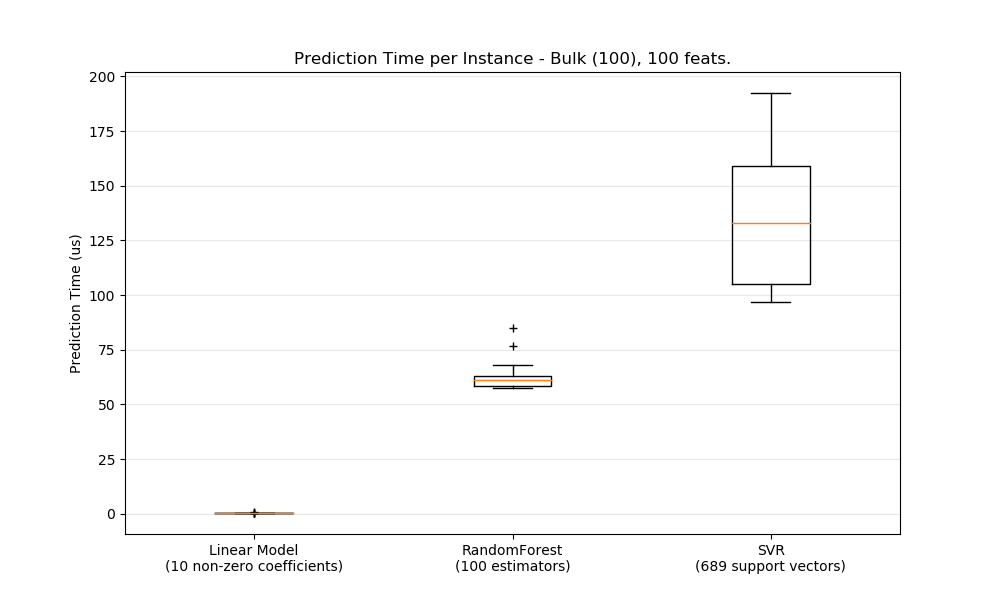 Prediction Time per Instance - Bulk (100), 100 feats.
200
175
150
125
100
75
50
25
0
Prediction Time (us)
Linear Model
(10 non-zero coefficients)
RandomForest
(100 estimators)
SVR
(689 support vectors)